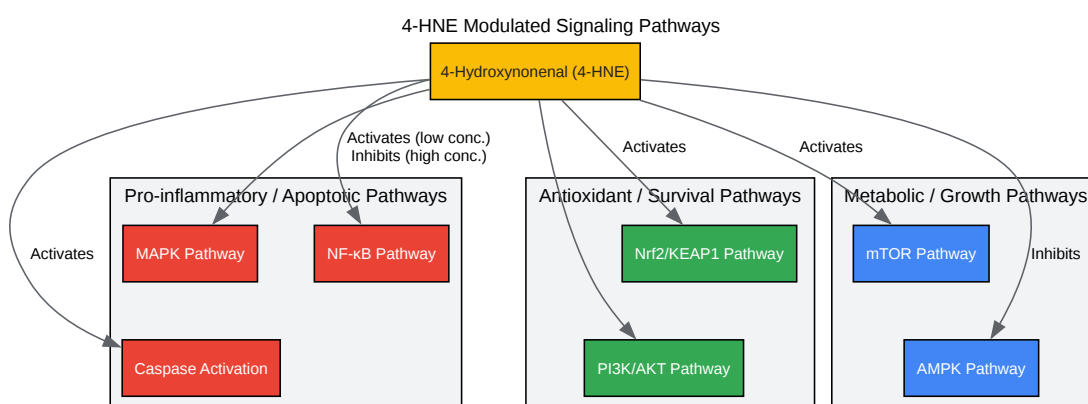 4-HNE Modulated Signaling Pathways
4-Hydroxynonenal (4-HNE)
Activates (low conc.)
Inhibits (high conc.)
Activates
Activates
Pro-inflammatory / Apoptotic Pathways
Antioxidant / Survival Pathways
Metabolic / Growth Pathways
Activates
MAPK Pathway
NF-κB Pathway
Nrf2/KEAP1 Pathway
mTOR Pathway
Inhibits
Caspase Activation
PI3K/AKT Pathway
AMPK Pathway